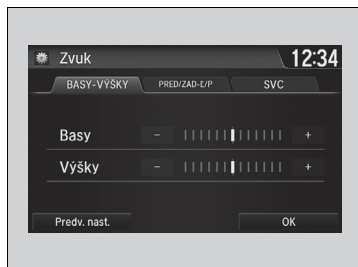 Zvuk 12:34
BASY-VÝŠKY PRED/ZAD-Ľ/P SVC
Basy - +
Výšky - +
Predv. nast. OK